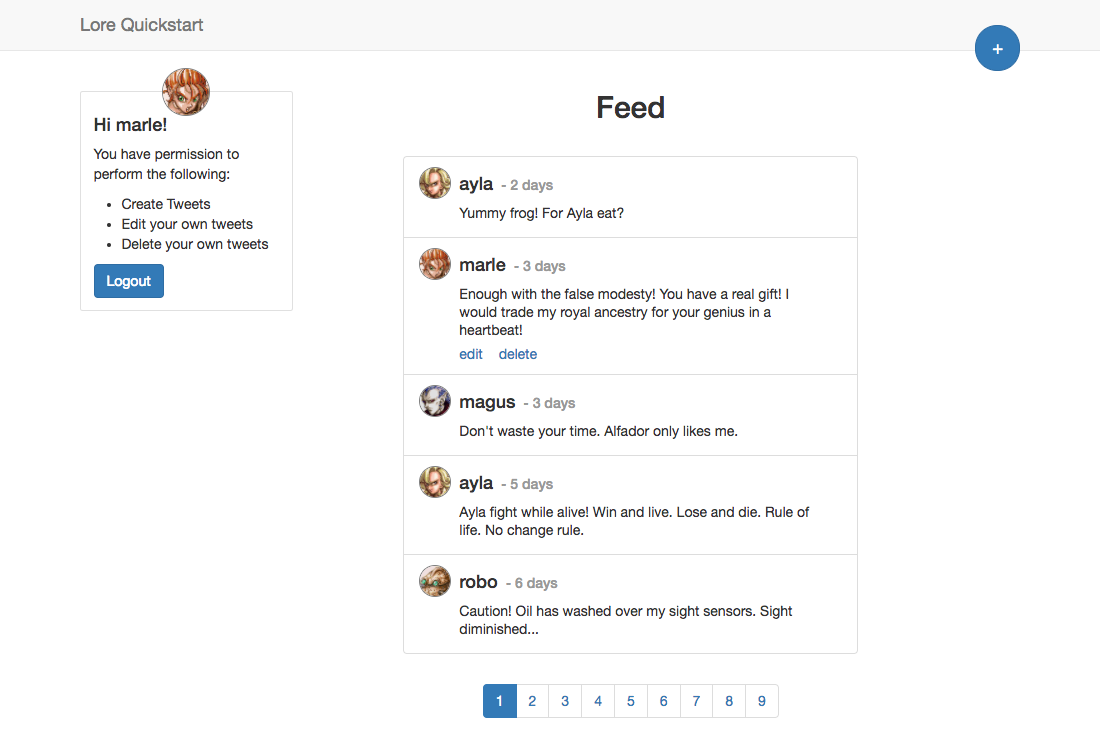 Lore Quickstart
+
Hi marle!
You have permission to
perform the following:
• Create Tweets
• Edit your own tweets
• Delete your own tweets
Logout
Feed
ayla - 2 days
Yummy frog! For Ayla eat?
marle - 3 days
Enough with the false modesty! You have a real gift! I
would trade my royal ancestry for your genius in a
heartbeat!
edit delete
magus - 3 days
Don't waste your time. Alfador only likes me.
ayla - 5 days
Ayla fight while alive! Win and live. Lose and die. Rule of
life. No change rule.
robo - 6 days
Caution! Oil has washed over my sight sensors. Sight
diminished...
1 2 3 4 5 6 7 8 9